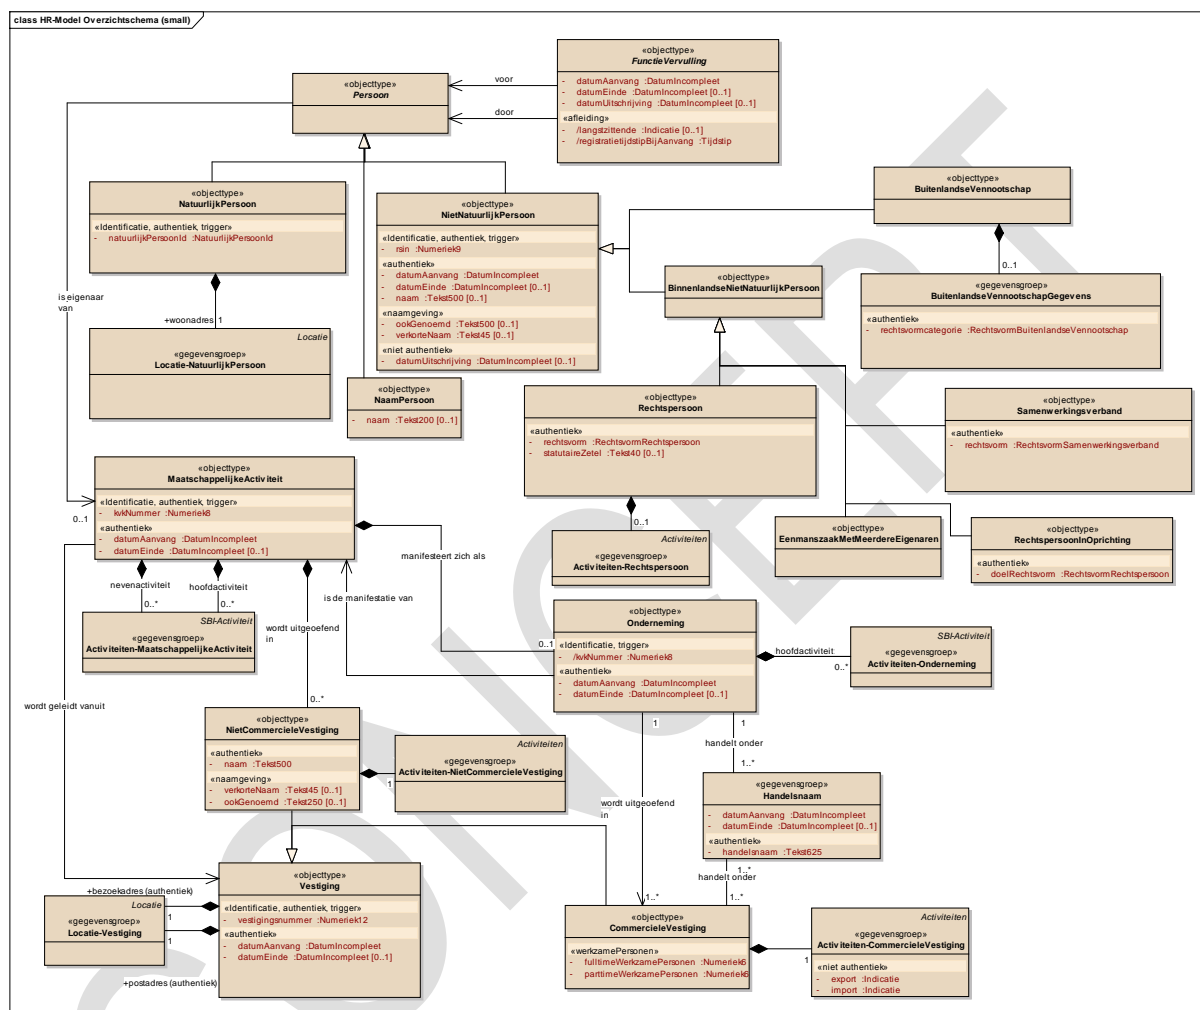 class HR-Model Overzichtschema (small)
«objecttype»
FunctieVervulling
- datumAanvang :DatumIncompleet
- datumEinde :DatumIncompleet [0..1]
- datumUitschrijving :DatumIncompleet [0..1]
«afleiding»
- /langstzittende :Indicatie [0..1]
- /registratietijdstipBijAanvang :Tijdstip
«objecttype»
Persoon
voor
door
«objecttype»
NatuurlijkPersoon
«Identificatie, authentiek, trigger»
- natuurlijkPersoonId :NatuurlijkPersoonId
«objecttype»
NietNatuurlijkPersoon
«Identificatie, authentiek, trigger»
- rsin :Numeriek9
«authentiek»
- datumAanvang :DatumIncompleet
- datumEinde :DatumIncompleet [0..1]
- naam :Tekst500 [0..1]
«naamgeving»
- ookGenoemd :Tekst500 [0..1]
- verkorteNaam :Tekst45 [0..1]
«niet authentiek»
- datumUitschrijving :DatumIncompleet [0..1]
«objecttype»
BuitenlandseVennootschap
0..1
«gegevensgroep»
BuitenlandseVennootschapGegevens
«authentiek»
- rechtsvormcategorie :RechtsvormBuitenlandseVennootschap
«objecttype»
BinnenlandseNietNatuurlijkPersoon
is eigenaar
van
+woonadres 1
Locatie
«gegevensgroep»
Locatie-NatuurlijkPersoon
«objecttype»
NaamPersoon
- naam :Tekst200 [0..1]
«objecttype»
Rechtspersoon
«authentiek»
- rechtsvorm :RechtsvormRechtspersoon
- statutaireZetel :Tekst40 [0..1]
«objecttype»
Samenwerkingsverband
«authentiek»
- rechtsvorm :RechtsvormSamenwerkingsverband
«objecttype»
MaatschappelijkeActiviteit
«Identificatie, authentiek, trigger»
- kvkNummer :Numeriek8
«authentiek»
- datumAanvang :DatumIncompleet
- datumEinde :DatumIncompleet [0..1]
0..1
0..1
Activiteiten
«gegevensgroep»
Activiteiten-Rechtspersoon
«objecttype»
EenmanszaakMetMeerdereEigenaren
«objecttype»
RechtspersoonInOprichting
«authentiek»
- doelRechtsvorm :RechtsvormRechtspersoon
manifesteert zich als
is de manifestatie van
nevenactiviteit
hoofdactiviteit
0..*
0..*
SBI-Activiteit
«gegevensgroep»
Activiteiten-MaatschappelijkeActiviteit
wordt uitgeoefend
in
0..*
«objecttype»
Onderneming
«Identificatie, trigger»
- /kvkNummer :Numeriek8
«authentiek»
- datumAanvang :DatumIncompleet
- datumEinde :DatumIncompleet [0..1]
0..1
hoofdactiviteit
0..*
SBI-Activiteit
«gegevensgroep»
Activiteiten-Onderneming
wordt geleidt vanuit
«objecttype»
NietCommercieleVestiging
«authentiek»
- naam :Tekst500
«naamgeving»
- verkorteNaam :Tekst45 [0..1]
- ookGenoemd :Tekst250 [0..1]
1
Activiteiten
«gegevensgroep»
Activiteiten-NietCommercieleVestiging
1
1
handelt onder
1..*
wordt uitgeoefend
in
1..*
«gegevensgroep»
Handelsnaam
- datumAanvang :DatumIncompleet
- datumEinde :DatumIncompleet [0..1]
«authentiek»
- handelsnaam :Tekst625
1..*
handelt onder
1..*
«objecttype»
Vestiging
«Identificatie, authentiek, trigger»
- vestigingsnummer :Numeriek12
«authentiek»
- datumAanvang :DatumIncompleet
- datumEinde :DatumIncompleet [0..1]
+bezoekadres (authentiek)
1
1
+postadres (authentiek)
Locatie
«gegevensgroep»
Locatie-Vestiging
«objecttype»
CommercieleVestiging
«werkzamePersonen»
- fulltimeWerkzamePersonen :Numeriek6
- parttimeWerkzamePersonen :Numeriek6
1
Activiteiten
«gegevensgroep»
Activiteiten-CommercieleVestiging
«niet authentiek»
- export :Indicatie
- import :Indicatie
CONCEPT